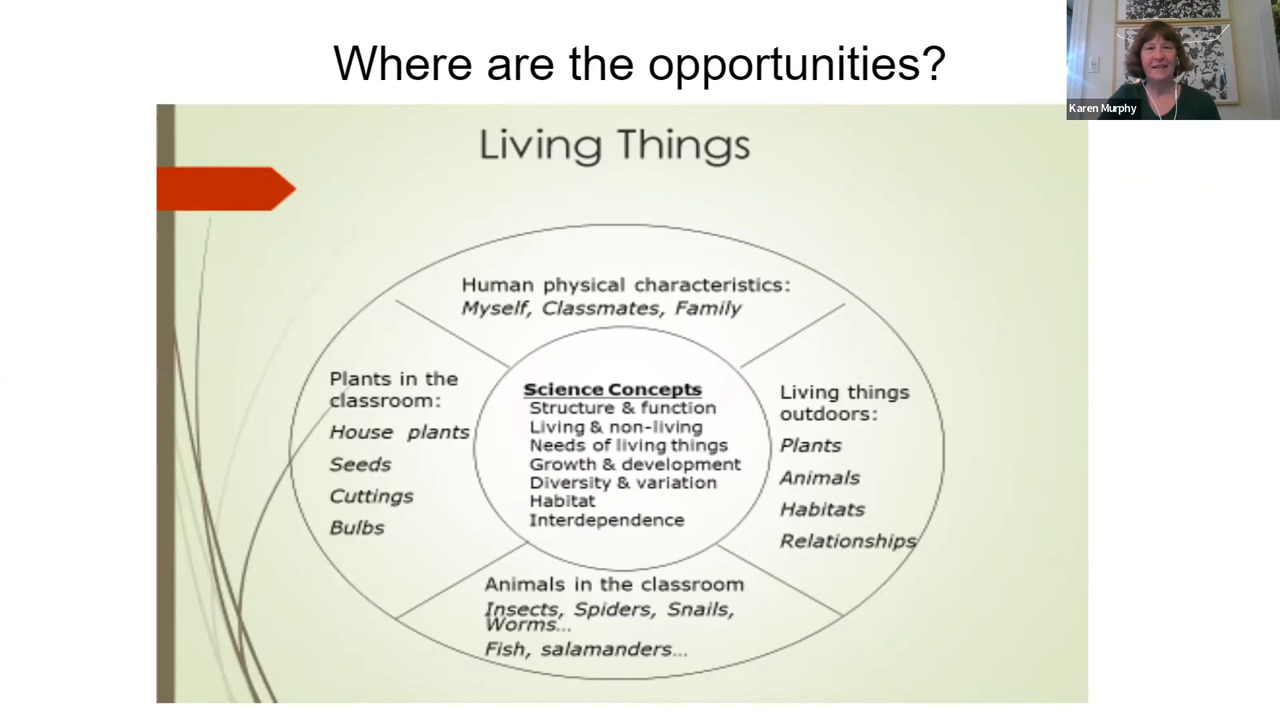 Where are the opportunities?
Karen Murphy
Living Things
Human physical characteristics:
Myself, Classmates, Family
Plants in the
classroom:
House plants
Seeds
Cuttings
Bulbs
Science Concepts
Structure & function
Living & non-living
Needs of living things
Growth & development
Diversity & variation
Habitat
Interdependence
Living things
outdoors:
Plants
Animals
Habitats
Relationships
Animals in the classroom
Insects, Spiders, Snails,
Worms…
Fish, salamanders…